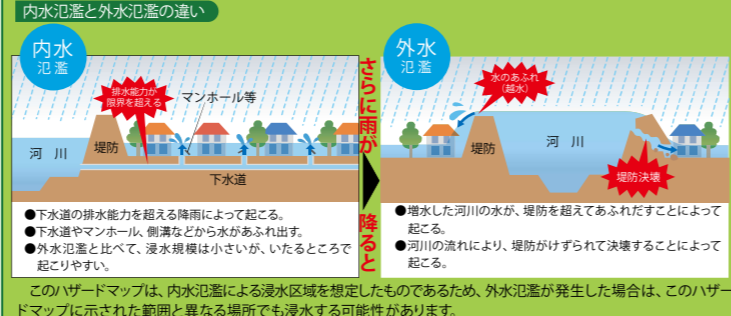 内水氾濫と外水氾濫の違い
内水
氾濫
排水能力が
限界を超える
マンホール等
河川
堤防
下水道
●下水道の排水能力を超える降雨によって起こる。
●下水道やマンホール、側溝などから水があふれ出す。
●外水氾濫と比べて、浸水規模は小さいが、いたるところで
起こりやすい。
さらに雨が
降ると
外水
氾濫
水のあふれ
(越水)
堤防
河川
堤防決壊
●増水した河川の水が、堤防を超えてあふれだすことによって
起こる。
●河川の流れにより、堤防がけずられて決壊することによって
起こる。
このハザードマップは、内水氾濫による浸水区域を想定したものであるため、外水氾濫が発生した場合は、このハザー
ドマップに示された範囲と異なる場所でも浸水する可能性があります。